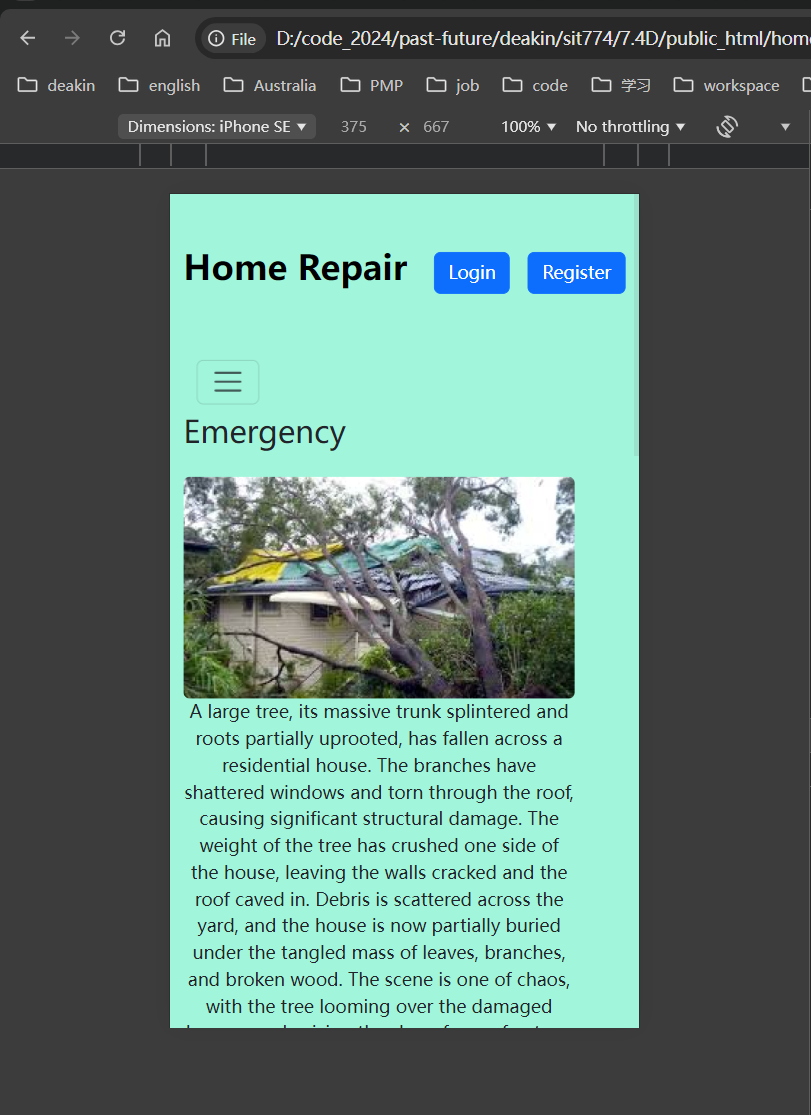 File D:/code_2024/past-future/deakin/sit774/7.4D/public_html/hom
deakin english Australia PMP job code 学习 workspace
Dimensions: iPhone SE ▼ 375 × 667 100% ▼ No throttling ▼ ▼
Home Repair Login Register
Emergency
A large tree, its massive trunk splintered and
roots partially uprooted, has fallen across a
residential house. The branches have
shattered windows and torn through the roof,
causing significant structural damage. The
weight of the tree has crushed one side of
the house, leaving the walls cracked and the
roof caved in. Debris is scattered across the
yard, and the house is now partially buried
under the tangled mass of leaves, branches,
and broken wood. The scene is one of chaos,
with the tree looming over the damaged